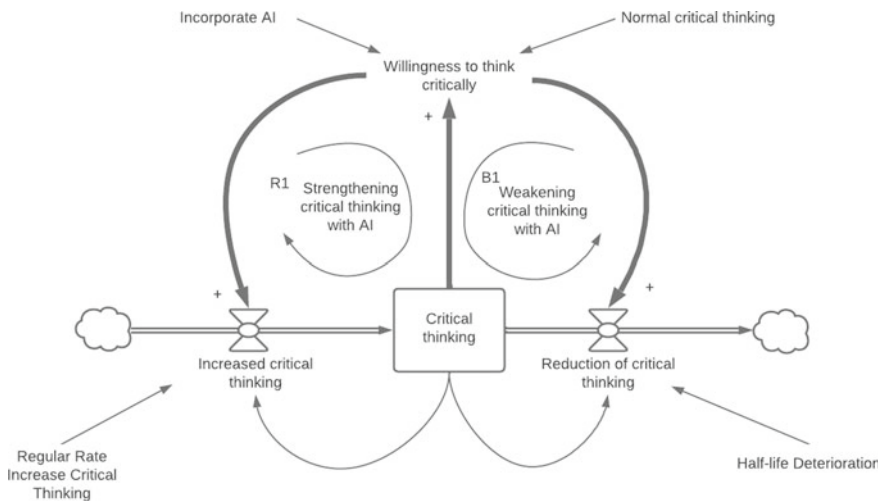 Incorporate AI
Normal critical thinking
Willingness to think
critically
+
R1
Strengthening
critical thinking
with AI
B1
Weakening
critical thinking
with AI
+
+
Critical
thinking
Increased critical
thinking
Reduction of critical
thinking
Regular Rate
Increase Critical
Thinking
Half-life Deterioration